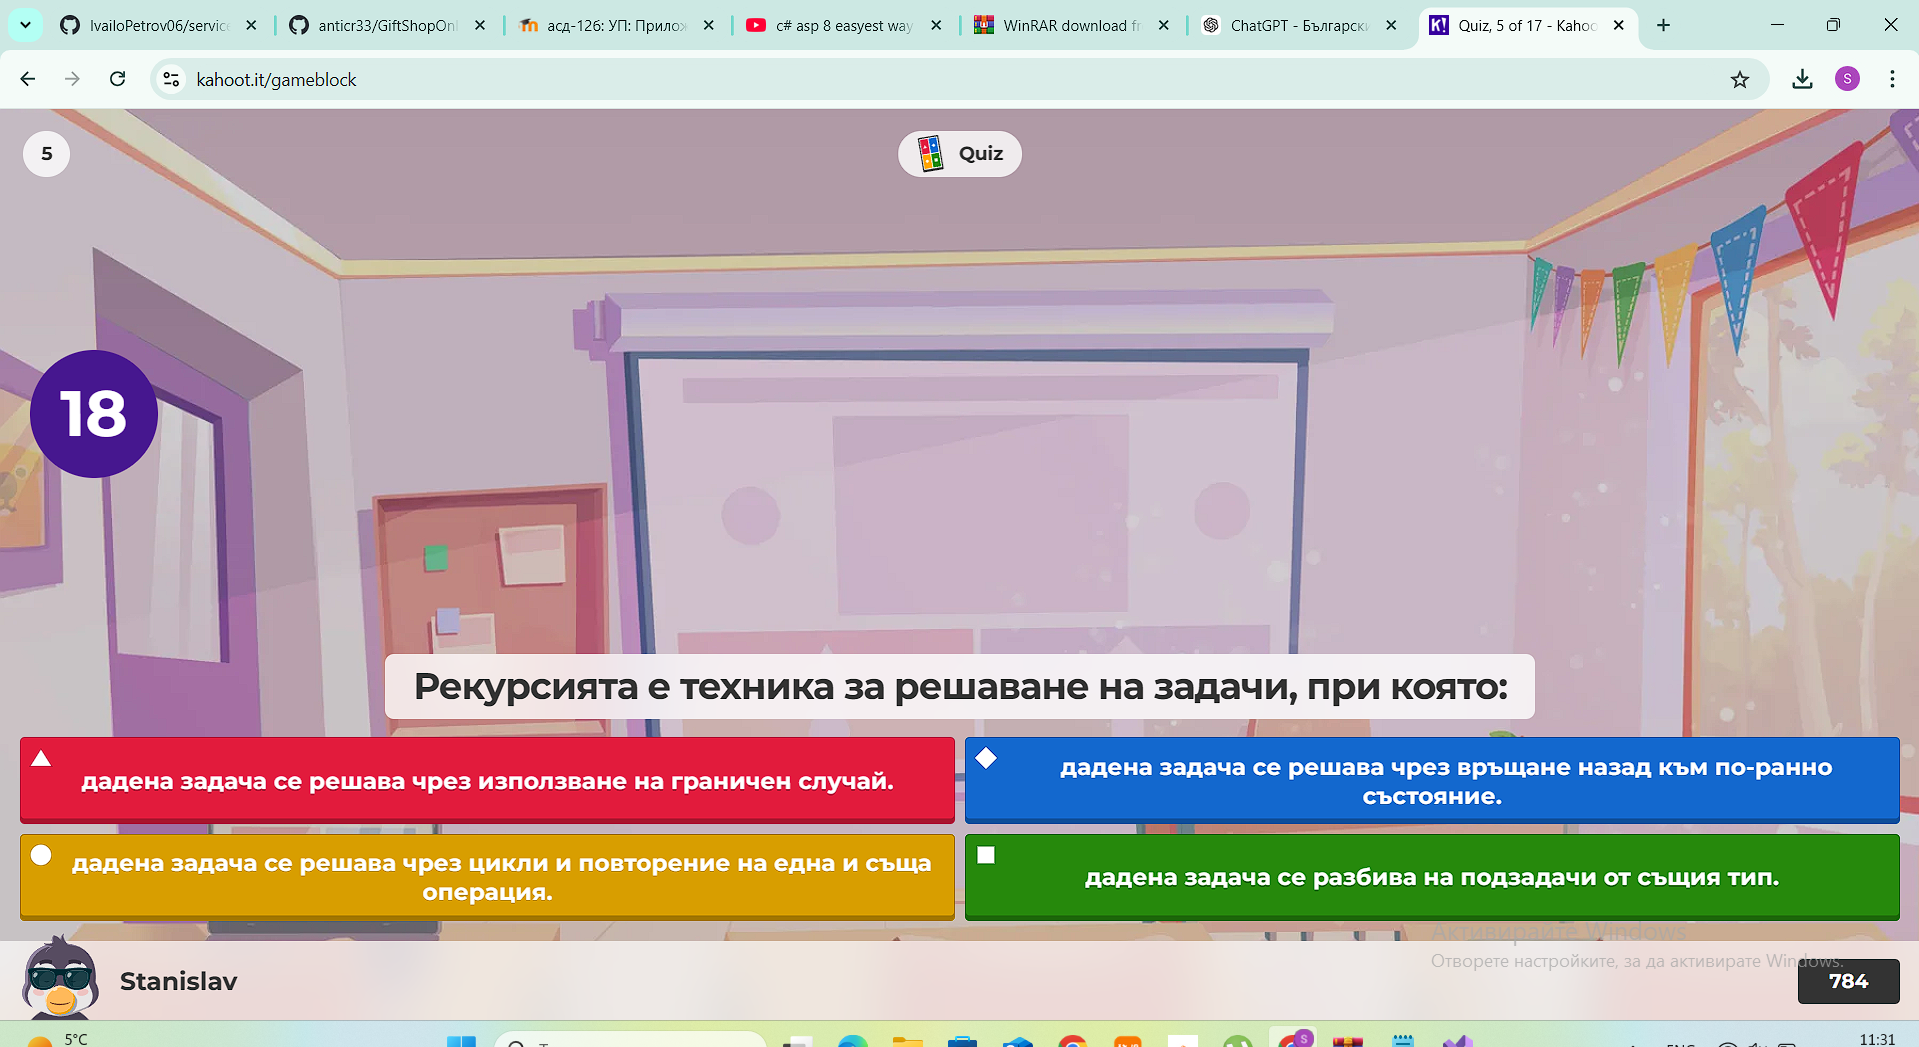 IvailoPetrov06/service
anticr33/GiftShopOnl
асд-126: УП: Прилож
c# asp 8 easyest way
WinRAR download fr
ChatGPT - Български
Quiz, 5 of 17 - Kahoo
kahoot.it/gameblock
S
5
Quiz
18
Рекурсията е техника за решаване на задачи, при която:
дадена задача се решава чрез използване на граничен случай.
дадена задача се решава чрез връщане назад към по-ранно
състояние.
дадена задача се решава чрез цикли и повторение на една и съща
операция.
дадена задача се разбива на подзадачи от същия тип.
Активирайте Windows
Отворете настройките, за да активирате Windows.
Stanislav
784
5°C
S
11:31